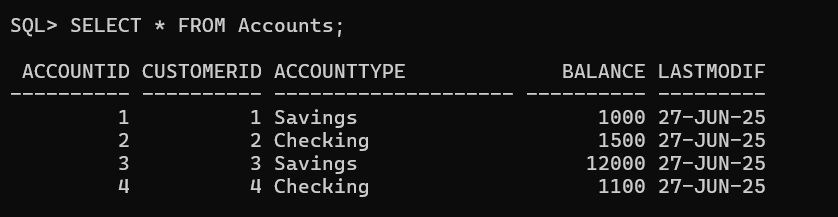 SQL> SELECT * FROM Accounts;
 ACCOUNTID CUSTOMERID ACCOUNTTYPE             BALANCE LASTMODIF
---------- ---------- -------------------- ---------- ---------
         1          1 Savings                    1000 27-JUN-25
         2          2 Checking                   1500 27-JUN-25
         3          3 Savings                   12000 27-JUN-25
         4          4 Checking                   1100 27-JUN-25